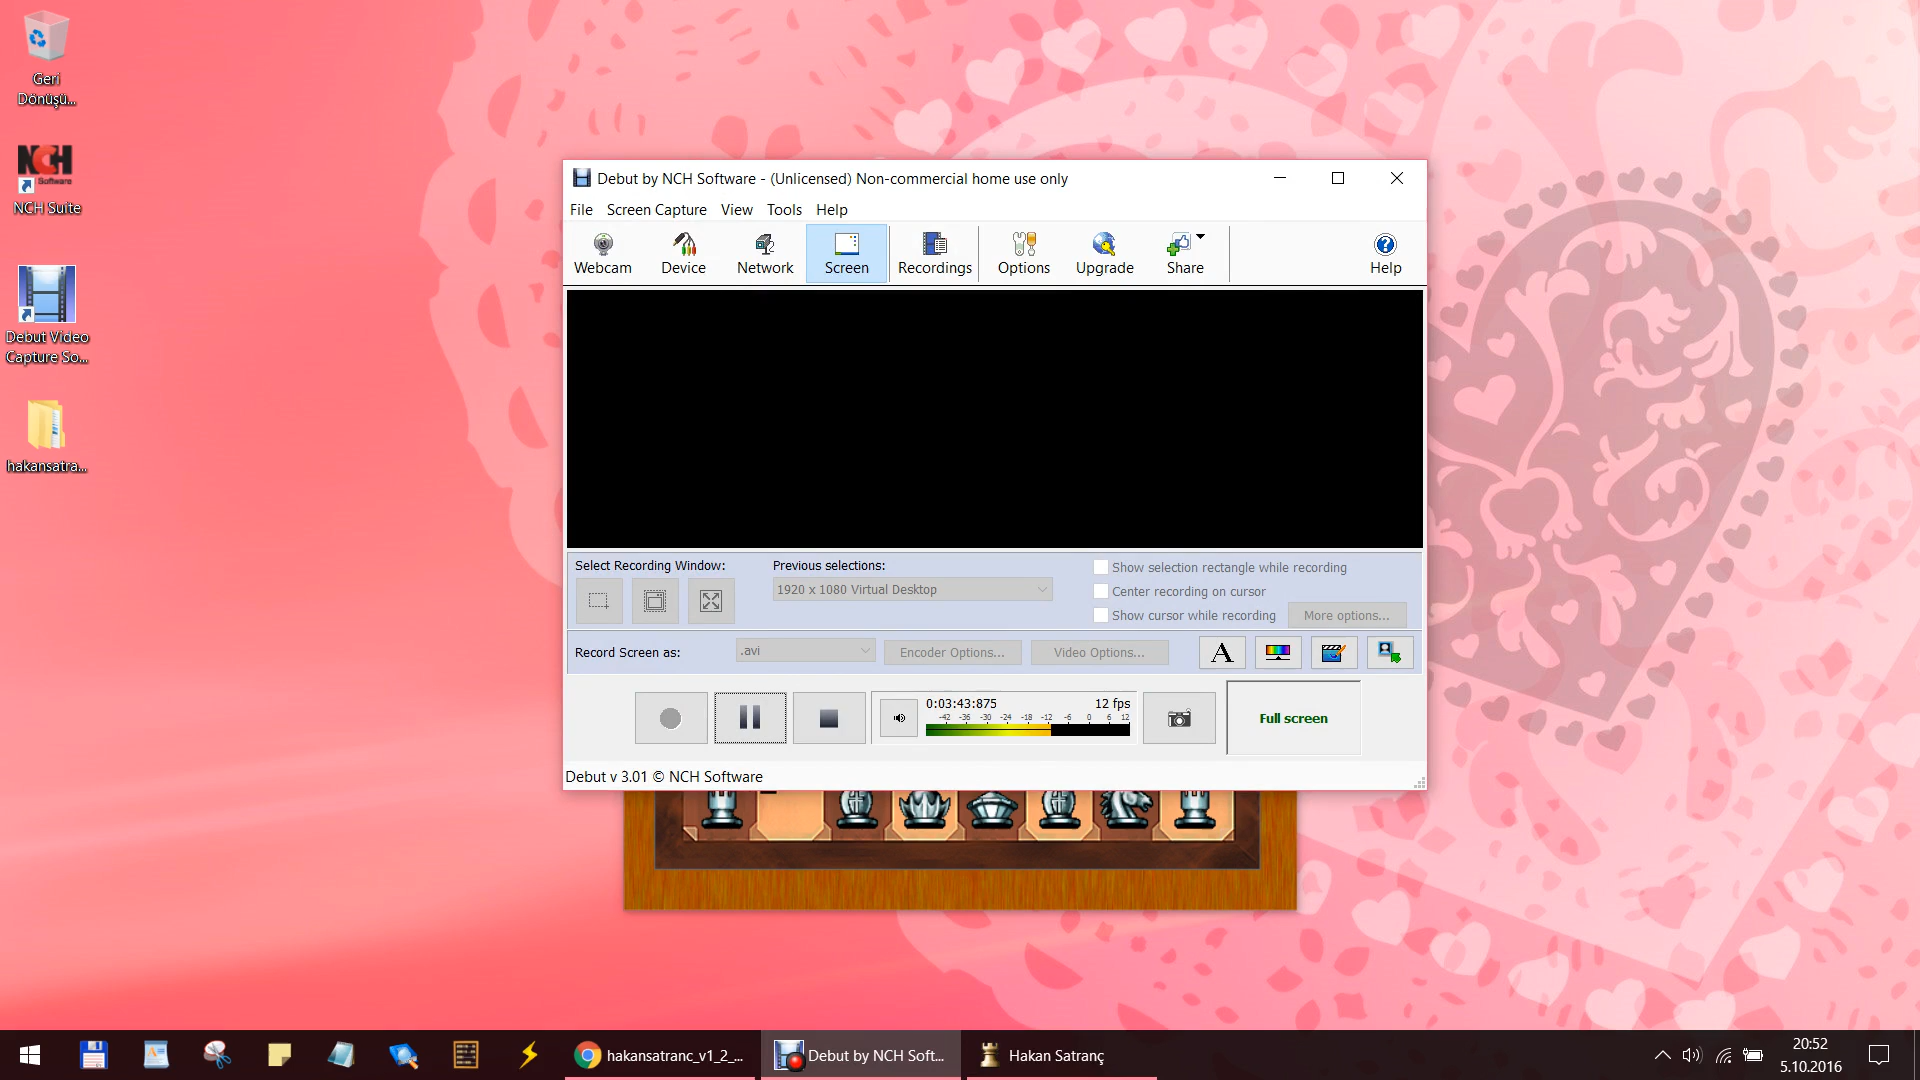 Geri
Dönüşü...
NCH
Software
NCH Suite
Debut Video
Capture So...
hakansatra...
Debut by NCH Software - (Unlicensed) Non-commercial home use only
File Screen Capture View Tools Help
Webcam Device Network Screen Recordings Options Upgrade Share Help
Select Recording Window:
Previous selections:
1920 x 1080 Virtual Desktop
Show selection rectangle while recording
Center recording on cursor
Show cursor while recording
More options...
Record Screen as:
.avi
Encoder Options...
Video Options...
A
0:03:43:875 12 fps
-42 -36 -30 -24 -18 -12 -6 0 6 12
Full screen
Debut v 3.01 © NCH Software
hakansatranc_v1_2_...
Debut by NCH Soft...
Hakan Satranç
20:52
5.10.2016